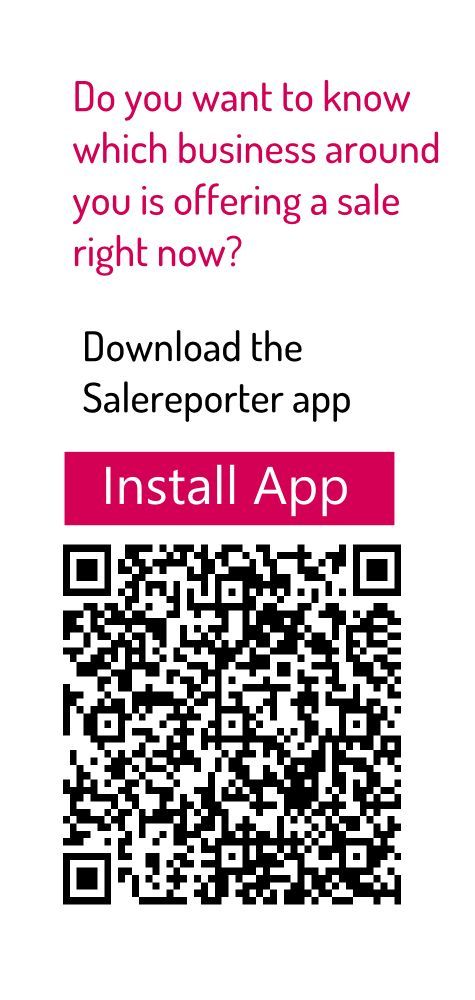 Do you want to know
which business around
you is offering a sale
right now?
Download the
Salereporter app
Install App